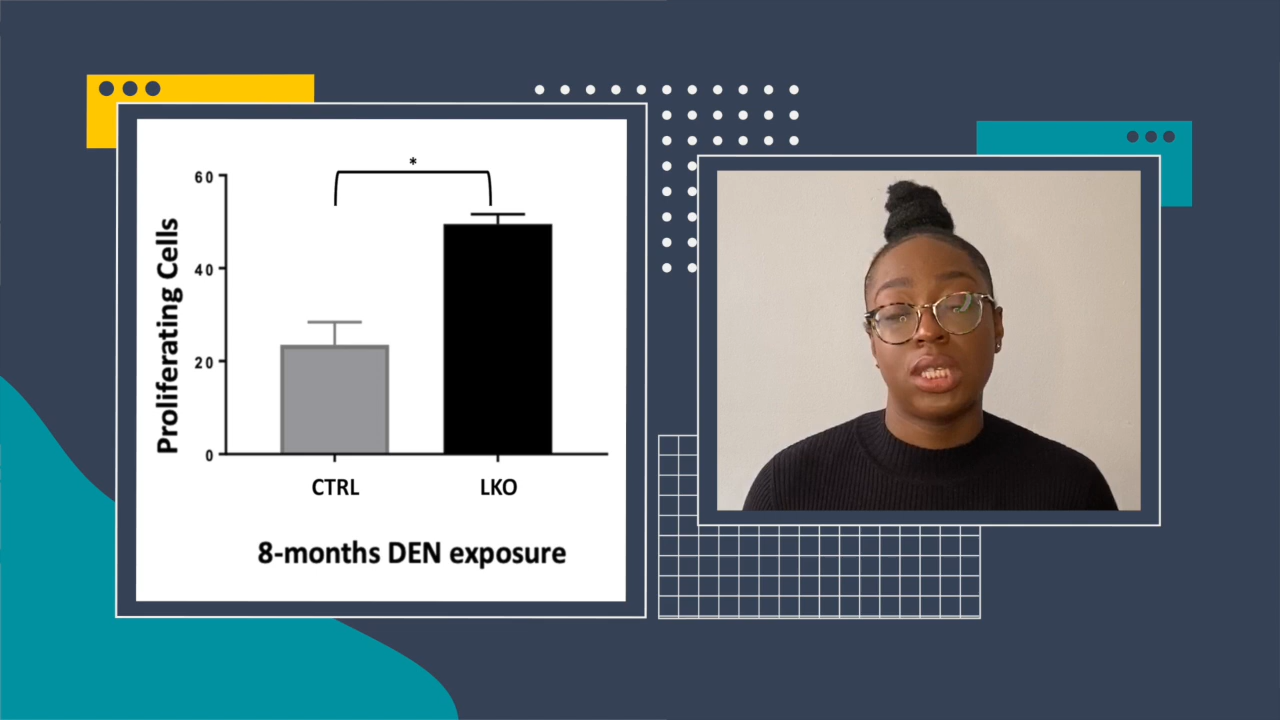 *
60
40
20
0
Proliferating Cells
CTRL LKO
8-months DEN exposure